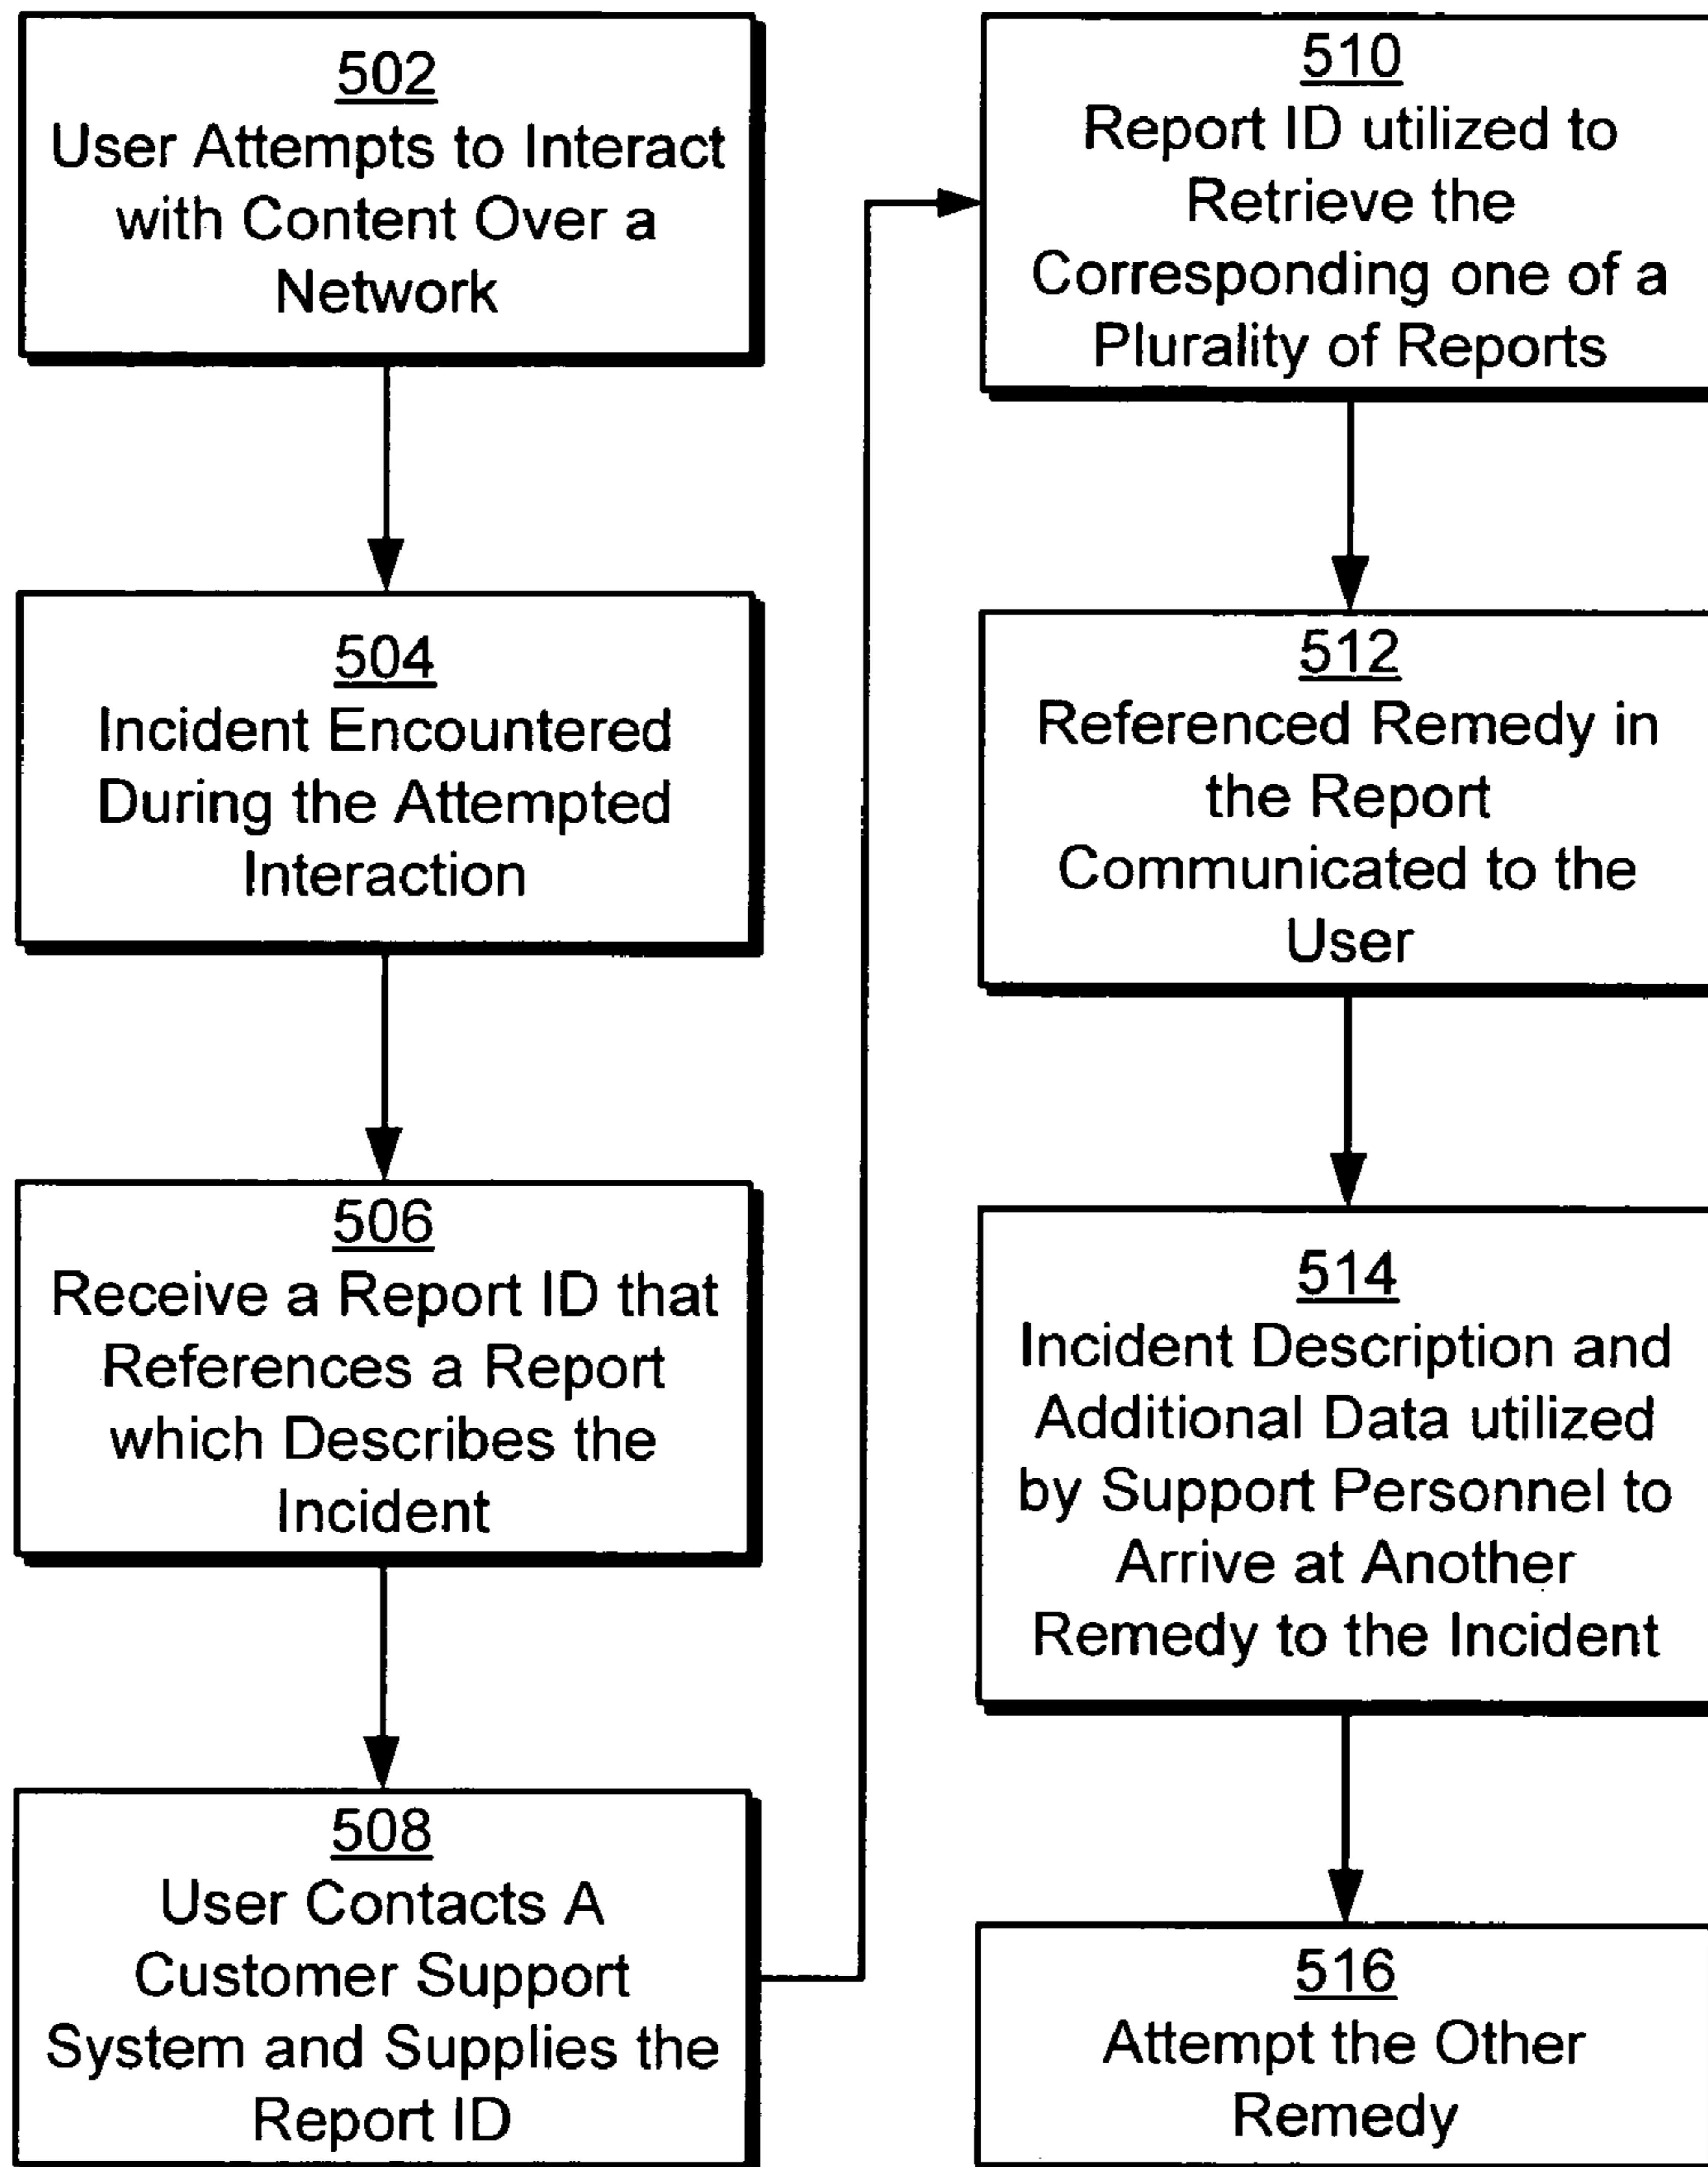 502
User Attempts to Interact
with Content Over a
Network
504
Incident Encountered
During the Attempted
Interaction
506
Receive a Report ID that
References a Report
which Describes the
Incident
508
User Contacts A
Customer Support
System and Supplies the
Report ID
510
Report ID utilized to
Retrieve the
Corresponding one of a
Plurality of Reports
512
Referenced Remedy in
the Report
Communicated to the
User
514
Incident Description and
Additional Data utilized
by Support Personnel to
Arrive at Another
Remedy to the Incident
516
Attempt the Other
Remedy